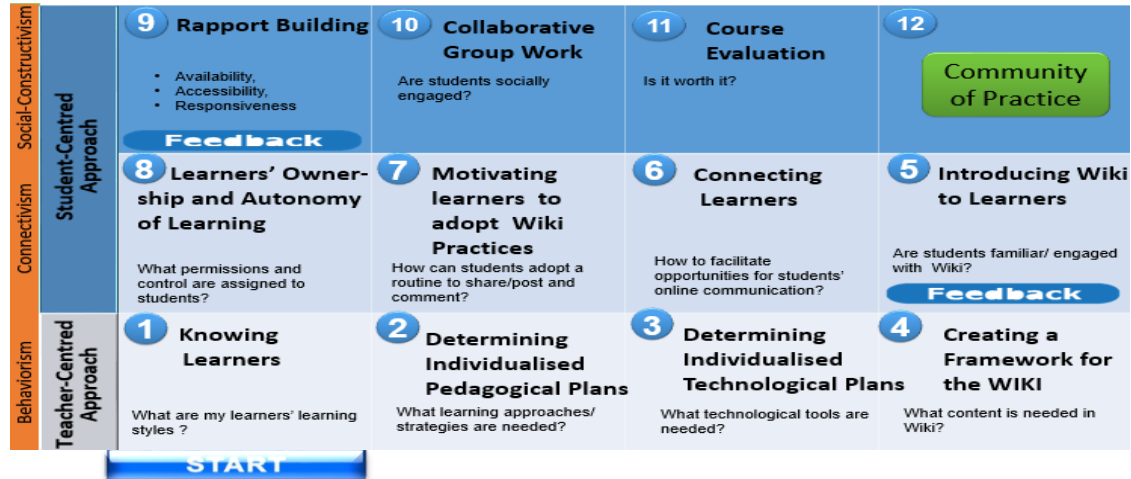 Social-Constructivism
Connectivism
Behaviorism
Student-Centred
Approach
Teacher-Centred
Approach
9 Rapport Building
• Availability,
• Accessibility,
• Responsiveness
Feedback
10 Collaborative
Group Work
Are students socially
engaged?
11 Course
Evaluation
Is it worth it?
12
Community
of Practice
8 Learners’ Owner-
ship and Autonomy
of Learning
What permissions and
control are assigned to
students?
7 Motivating
learners to
adopt Wiki
Practices
How can students adopt a
routine to share/post and
comment?
6 Connecting
Learners
How to facilitate
opportunities for students’
online communication?
5 Introducing Wiki
to Learners
Are students familiar/ engaged
with Wiki?
Feedback
1 Knowing
Learners
What are my learners’ learning
styles ?
2 Determining
Individualised
Pedagogical Plans
What learning approaches/
strategies are needed?
3 Determining
Individualised
Technological Plans
What technological tools are
needed?
4 Creating a
Framework for
the WIKI
What content is needed in
Wiki?
START